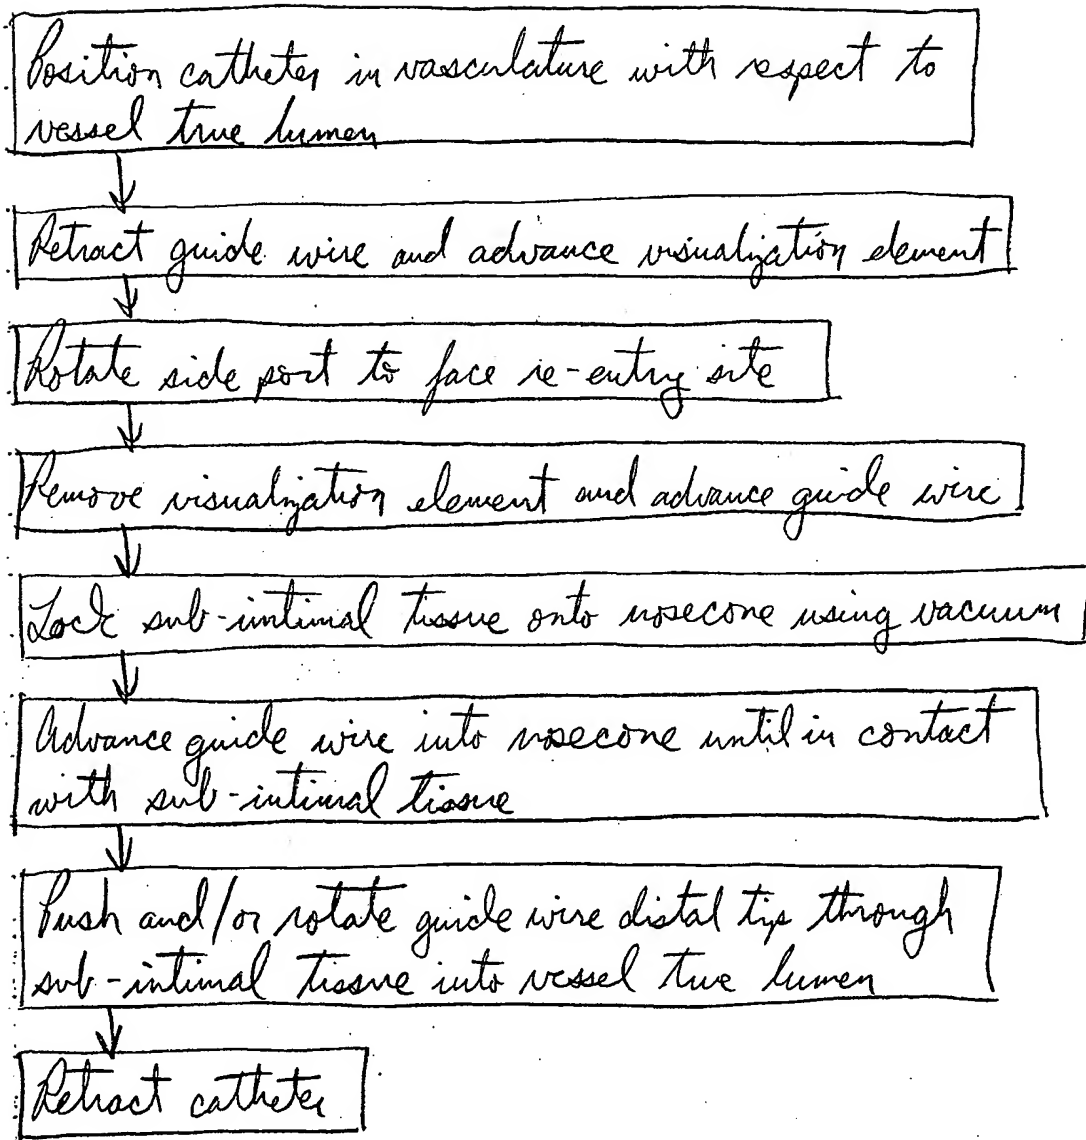 Position catheter in vasculature with respect to
vessel true lumen
Retract guide wire and advance visualization element
Rotate side port to face re-entry site
Remove visualization element and advance guide wire
Lock sub-intimal tissue onto nosecone using vacuum
Advance guide wire into nosecone until in contact
with sub-intimal tissue
Push and/or rotate guide wire distal tip through
sub-intimal tissue into vessel true lumen
Retract catheter